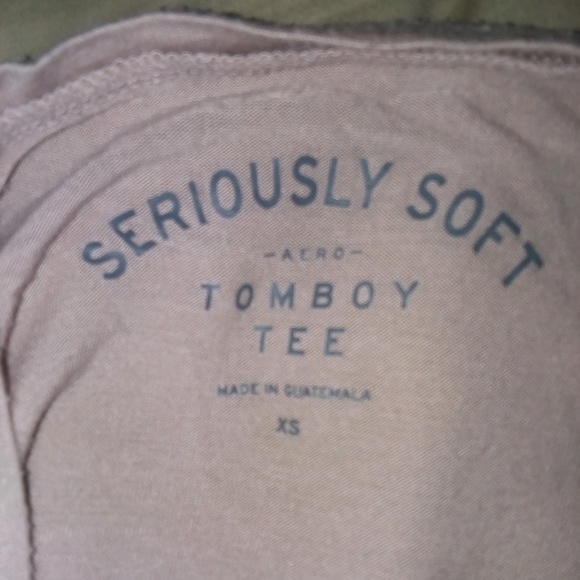 SERIOUSLY SOFT
-AERO-
TOMBOY
TEE
MADE IN GUATEMALA
XS